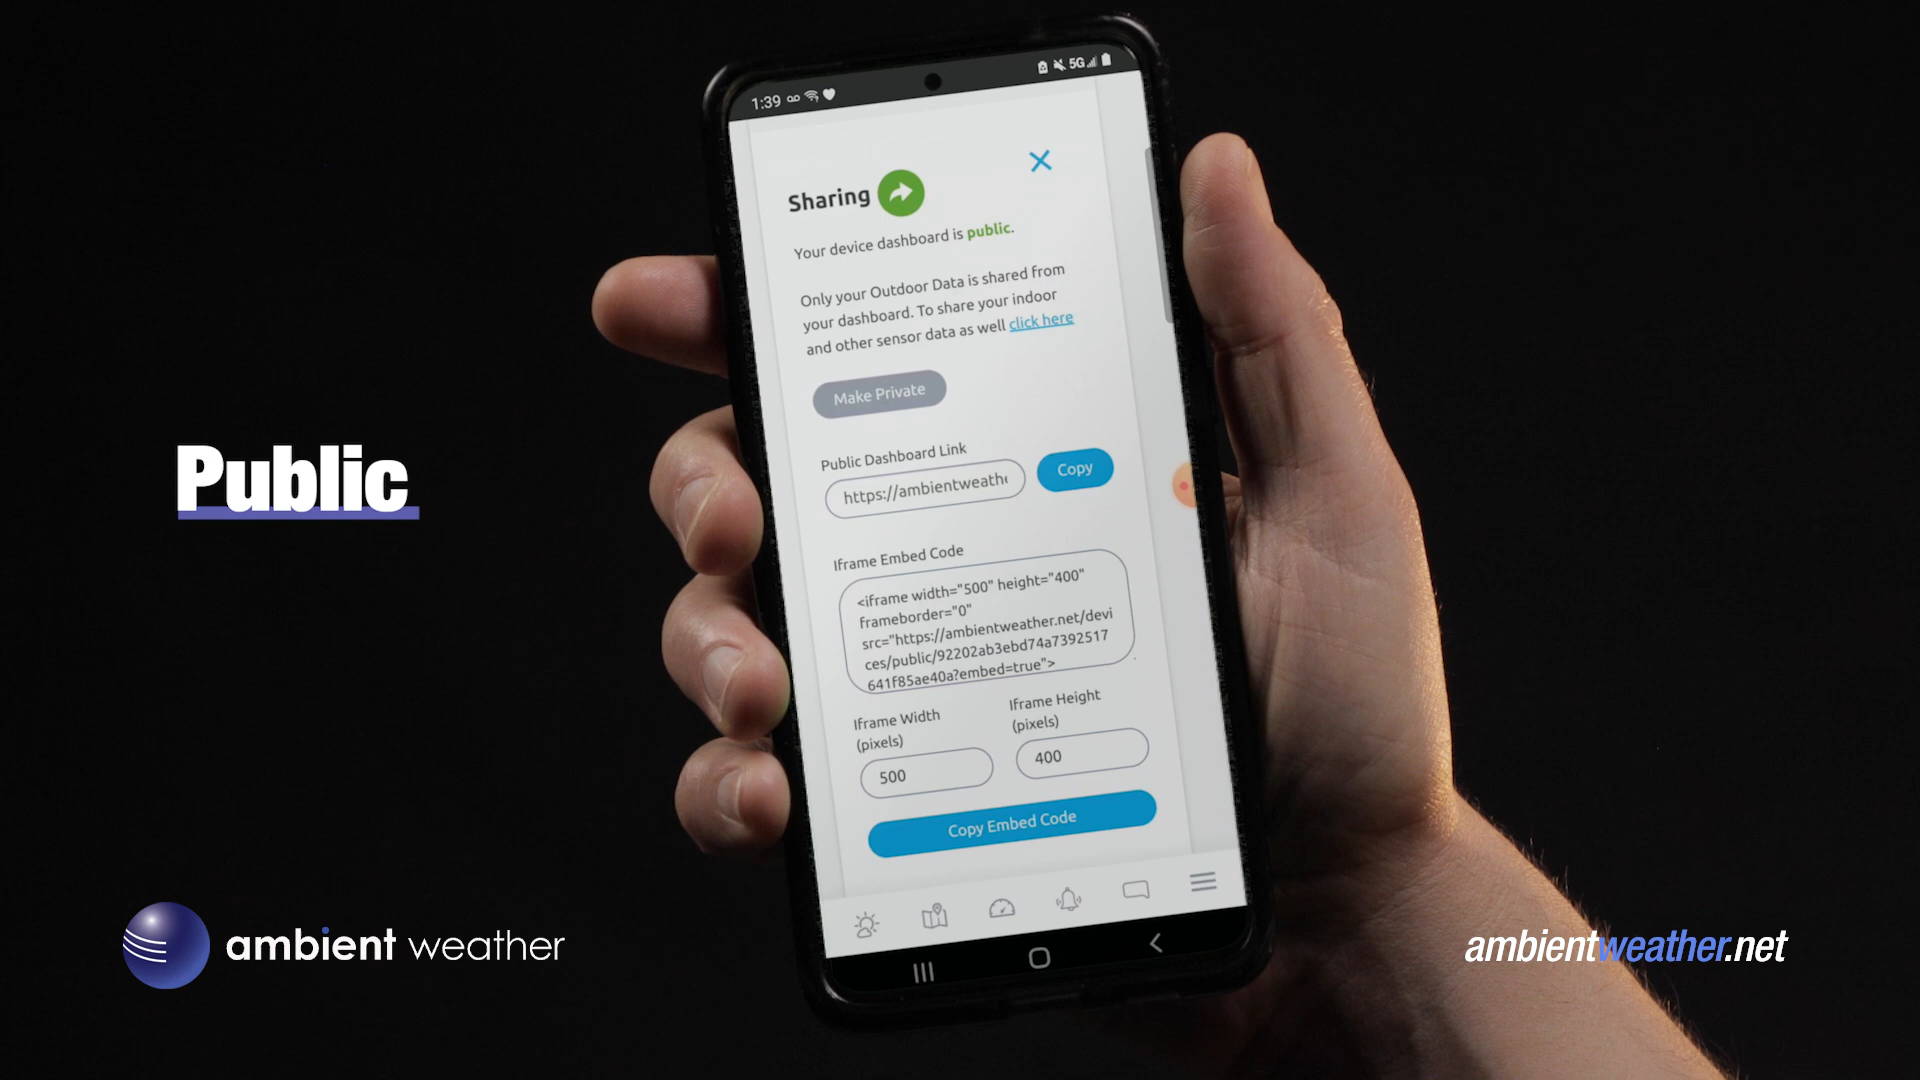 1:39
5G
Sharing
Your device dashboard is public.
Only your Outdoor Data is shared from
your dashboard. To share your indoor
and other sensor data as well click here
Make Private
Public Dashboard Link
https://ambientweath
Copy
Iframe Embed Code
<iframe width="500" height="400"
frameborder="0"
src="https://ambientweather.net/devi
ces/public/92202ab3ebd74a7392517
641f85ae40a?embed=true">
Iframe Width
(pixels)
Iframe Height
(pixels)
500
400
Copy Embed Code
Public
ambient weather
ambientweather.net